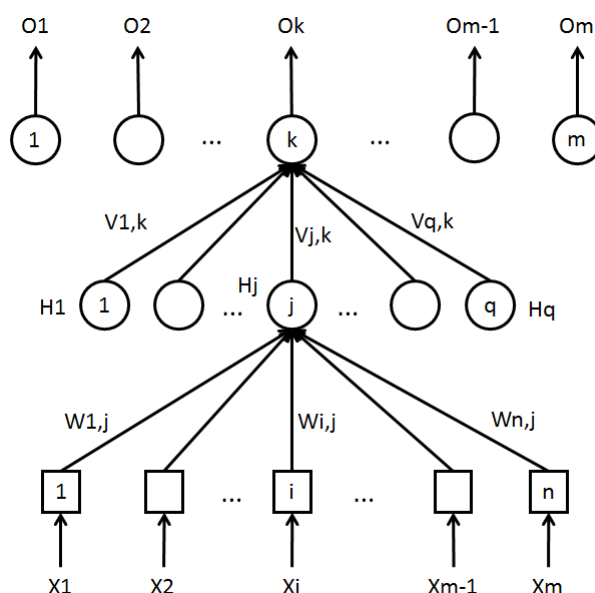 O1 O2 Ok Om-1 Om
1 ... k ... m
V1,k Vj,k Vq,k
H1 1 ... Hj j ... q Hq
W1,j Wi,j Wn,j
1 ... i ... n
X1 X2 Xi Xm-1 Xm